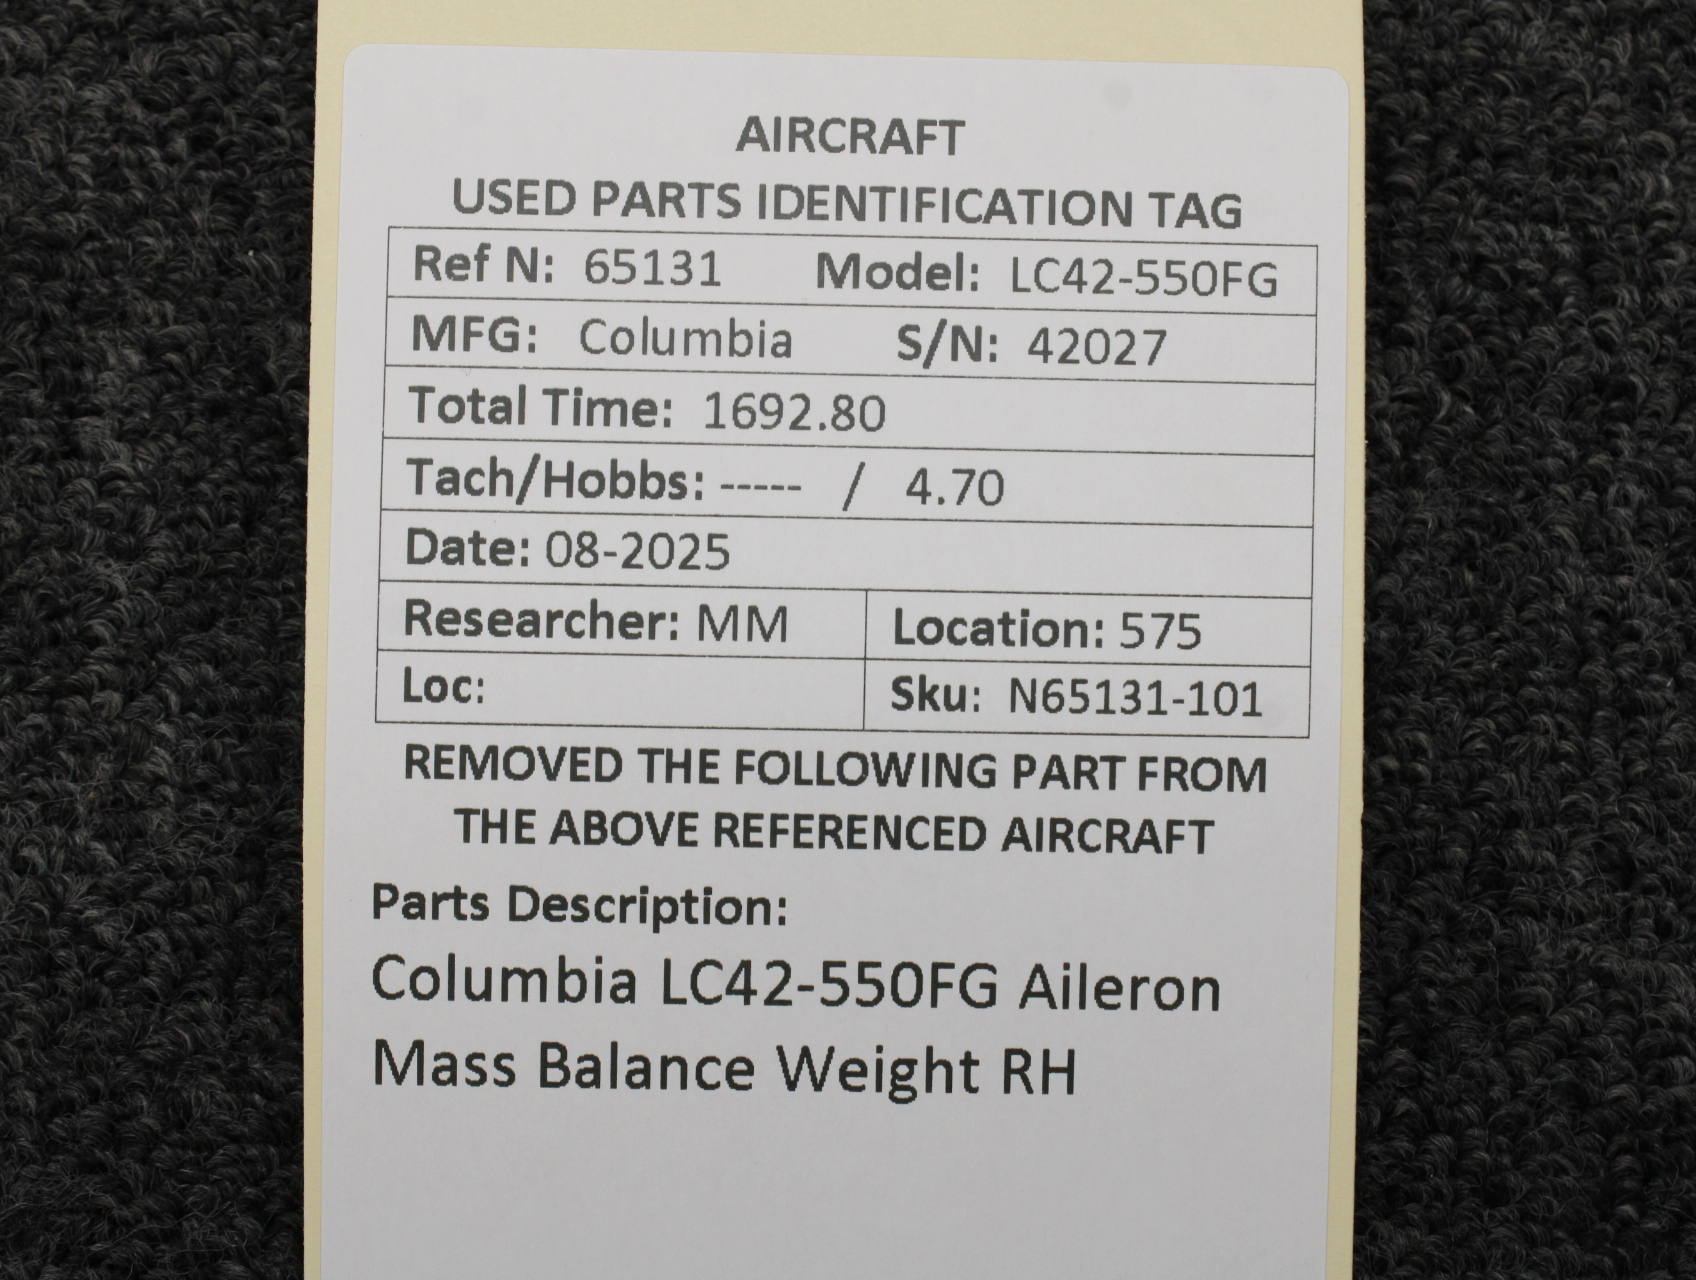 AIRCRAFT
USED PARTS IDENTIFICATION TAG
Ref N: 65131 Model: LC42-550FG
MFG: Columbia S/N: 42027
Total Time: 1692.80
Tach/Hobbs: ----- / 4.70
Date: 08-2025
Researcher: MM Location: 575
Loc: Sku: N65131-101
REMOVED THE FOLLOWING PART FROM
THE ABOVE REFERENCED AIRCRAFT
Parts Description:
Columbia LC42-550FG Aileron
Mass Balance Weight RH